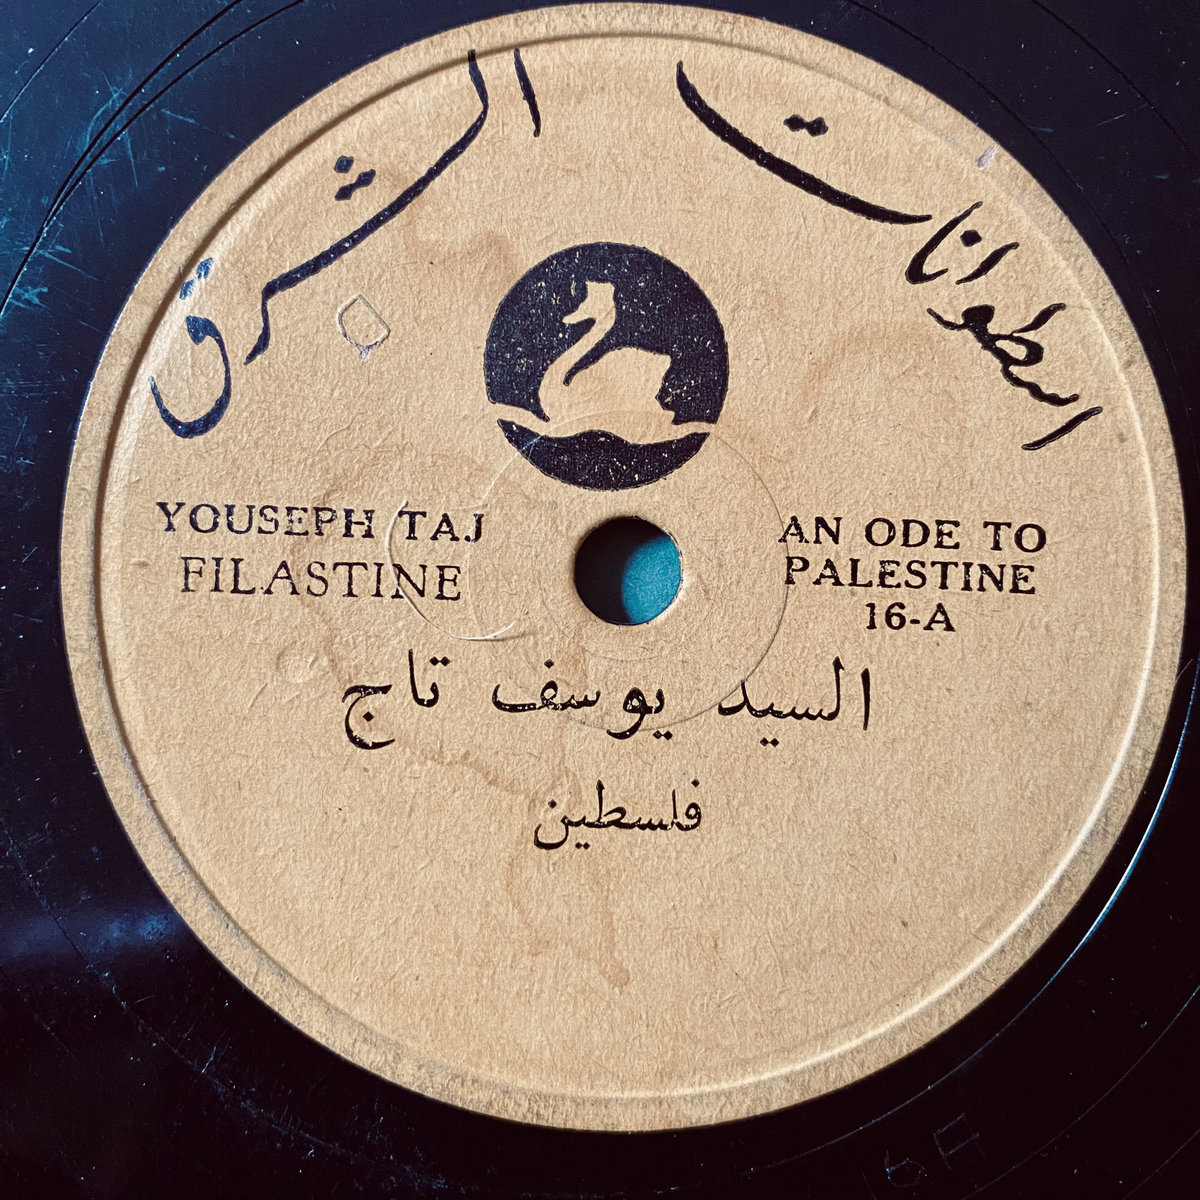 اسطوانات الشرق
YOUSEPH TAJ
FILASTINE
AN ODE TO
PALESTINE
16-A
السيد يوسف تاج
فلسطين